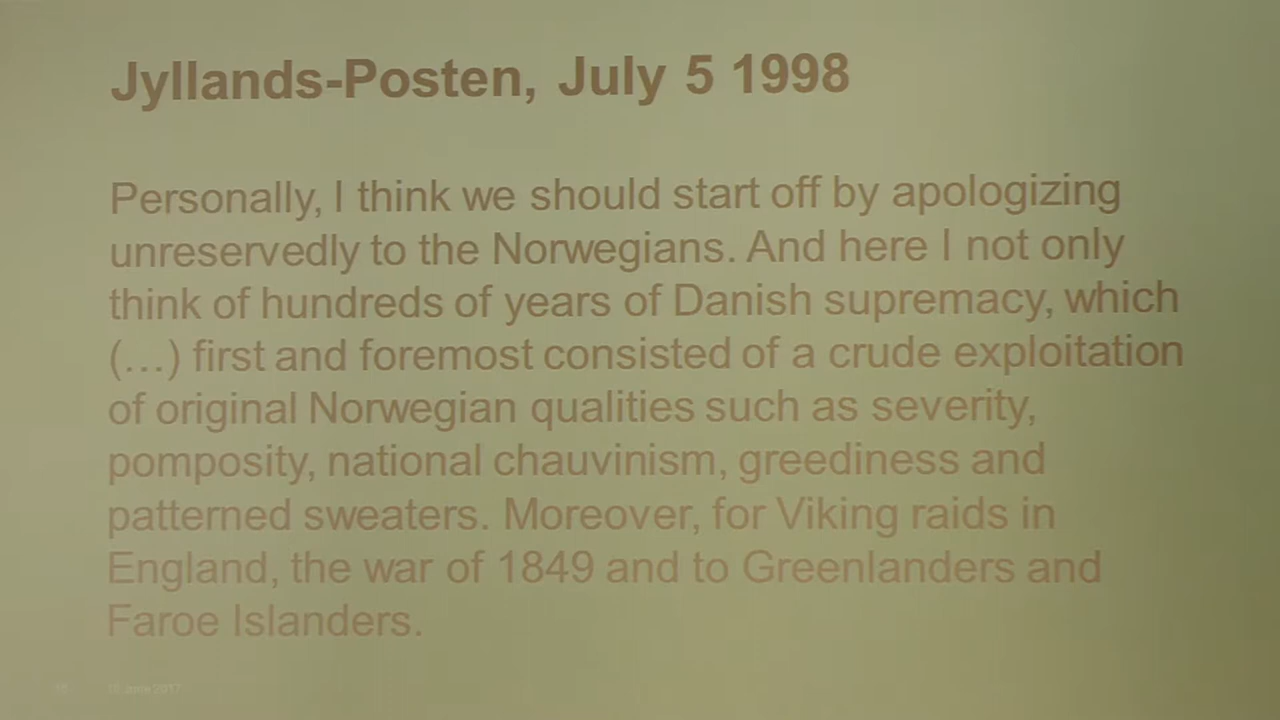 Jyllands-Posten, July 5 1998
Personally, I think we should start off by apologizing
unreservedly to the Norwegians. And here I not only
think of hundreds of years of Danish supremacy, which
(…) first and foremost consisted of a crude exploitation
of original Norwegian qualities such as severity,
pomposity, national chauvinism, greediness and
patterned sweaters. Moreover, for Viking raids in
England, the war of 1849 and to Greenlanders and
Faroe Islanders.
June 2017